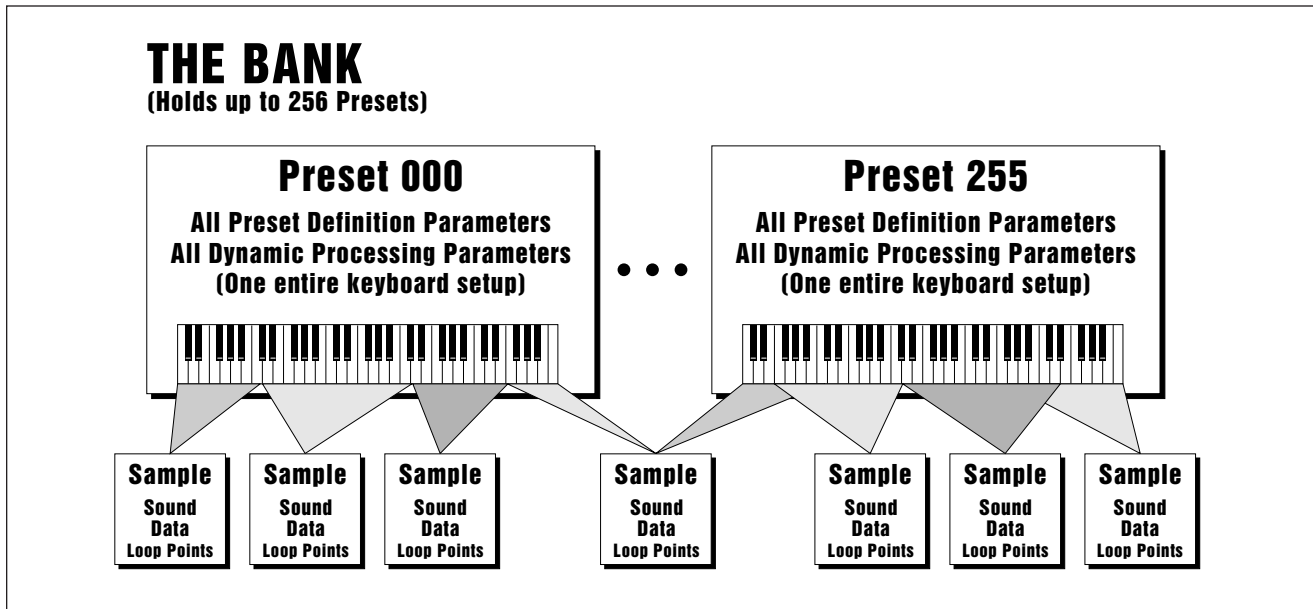 THE BANK
(Holds up to 256 Presets)
Preset 000
All Preset Definition Parameters
All Dynamic Processing Parameters
(One entire keyboard setup)
• • •
Preset 255
All Preset Definition Parameters
All Dynamic Processing Parameters
(One entire keyboard setup)
Sample
Sound
Data
Loop Points
Sample
Sound
Data
Loop Points
Sample
Sound
Data
Loop Points
Sample
Sound
Data
Loop Points
Sample
Sound
Data
Loop Points
Sample
Sound
Data
Loop Points
Sample
Sound
Data
Loop Points